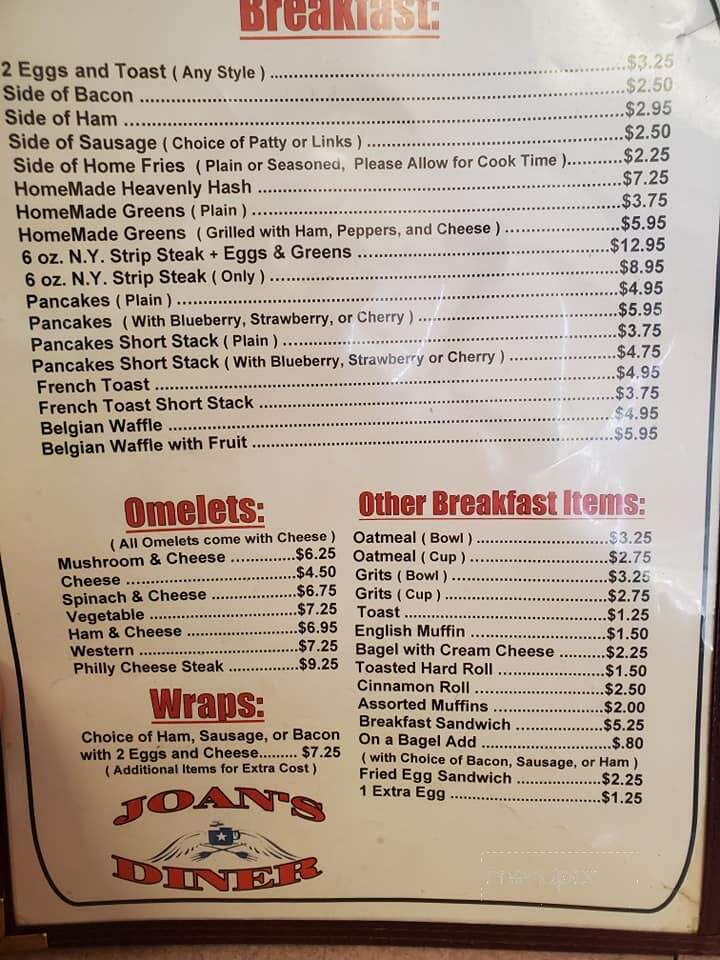 Breakfast:
2 Eggs and Toast ( Any Style ) ..........$3.25
Side of Bacon ..........$2.50
Side of Ham ..........$2.95
Side of Sausage ( Choice of Patty or Links ) ..........$2.50
Side of Home Fries ( Plain or Seasoned, Please Allow for Cook Time )..........$2.25
HomeMade Heavenly Hash ..........$7.25
HomeMade Greens ( Plain ) ..........$3.75
HomeMade Greens ( Grilled with Ham, Peppers, and Cheese ) ..........$5.95
6 oz. N.Y. Strip Steak + Eggs & Greens ..........$12.95
6 oz. N.Y. Strip Steak ( Only ) ..........$8.95
Pancakes ( Plain ) ..........$4.95
Pancakes ( With Blueberry, Strawberry, or Cherry ) ..........$5.95
Pancakes Short Stack ( Plain ) ..........$3.75
Pancakes Short Stack ( With Blueberry, Strawberry or Cherry ) ..........$4.75
French Toast ..........$4.95
French Toast Short Stack ..........$3.75
Belgian Waffle ..........$4.95
Belgian Waffle with Fruit ..........$5.95
Omelets:
( All Omelets come with Cheese )
Mushroom & Cheese ..........$6.25
Cheese ..........$4.50
Spinach & Cheese ..........$6.75
Vegetable ..........$7.25
Ham & Cheese ..........$6.95
Western ..........$7.25
Philly Cheese Steak ..........$9.25
Wraps:
Choice of Ham, Sausage, or Bacon
with 2 Eggs and Cheese......... $7.25
( Additional Items for Extra Cost )
JOAN'S
DINER
Other Breakfast Items:
Oatmeal ( Bowl ) ..........$3.25
Oatmeal ( Cup ) ..........$2.75
Grits ( Bowl ) ..........$3.25
Grits ( Cup ) ..........$2.75
Toast ..........$1.25
English Muffin ..........$1.50
Bagel with Cream Cheese ..........$2.25
Toasted Hard Roll ..........$1.50
Cinnamon Roll ..........$2.50
Assorted Muffins ..........$2.00
Breakfast Sandwich ..........$5.25
On a Bagel Add ..........$.80
( with Choice of Bacon, Sausage, or Ham )
Fried Egg Sandwich ..........$2.25
1 Extra Egg ..........$1.25